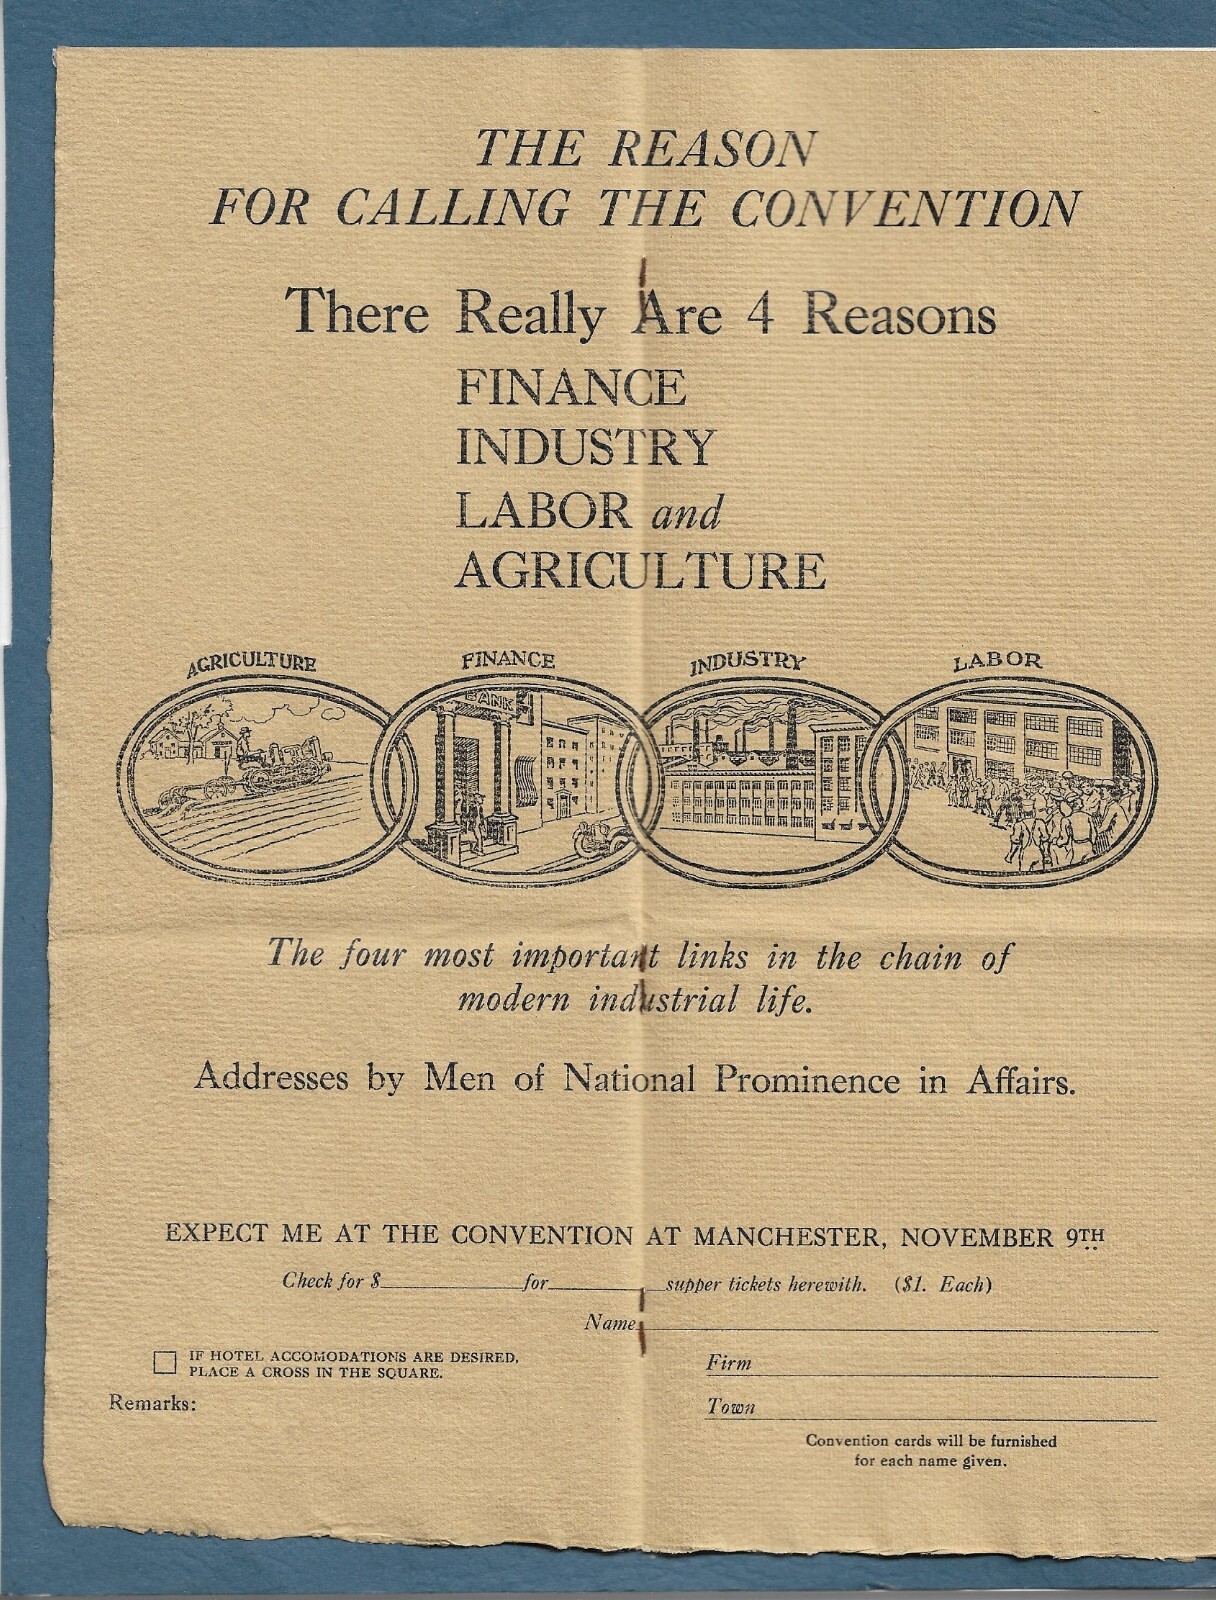 THE REASON
FOR CALLING THE CONVENTION
There Really Are 4 Reasons
FINANCE
INDUSTRY
LABOR and
AGRICULTURE
AGRICULTURE FINANCE INDUSTRY LABOR
BANK
The four most important links in the chain of
modern industrial life.
Addresses by Men of National Prominence in Affairs.
EXPECT ME AT THE CONVENTION AT MANCHESTER, NOVEMBER 9TH
Check for $ for supper tickets herewith. ($1. Each)
Name
IF HOTEL ACCOMODATIONS ARE DESIRED,
PLACE A CROSS IN THE SQUARE.
Firm
Remarks:
Town
Convention cards will be furnished
for each name given.